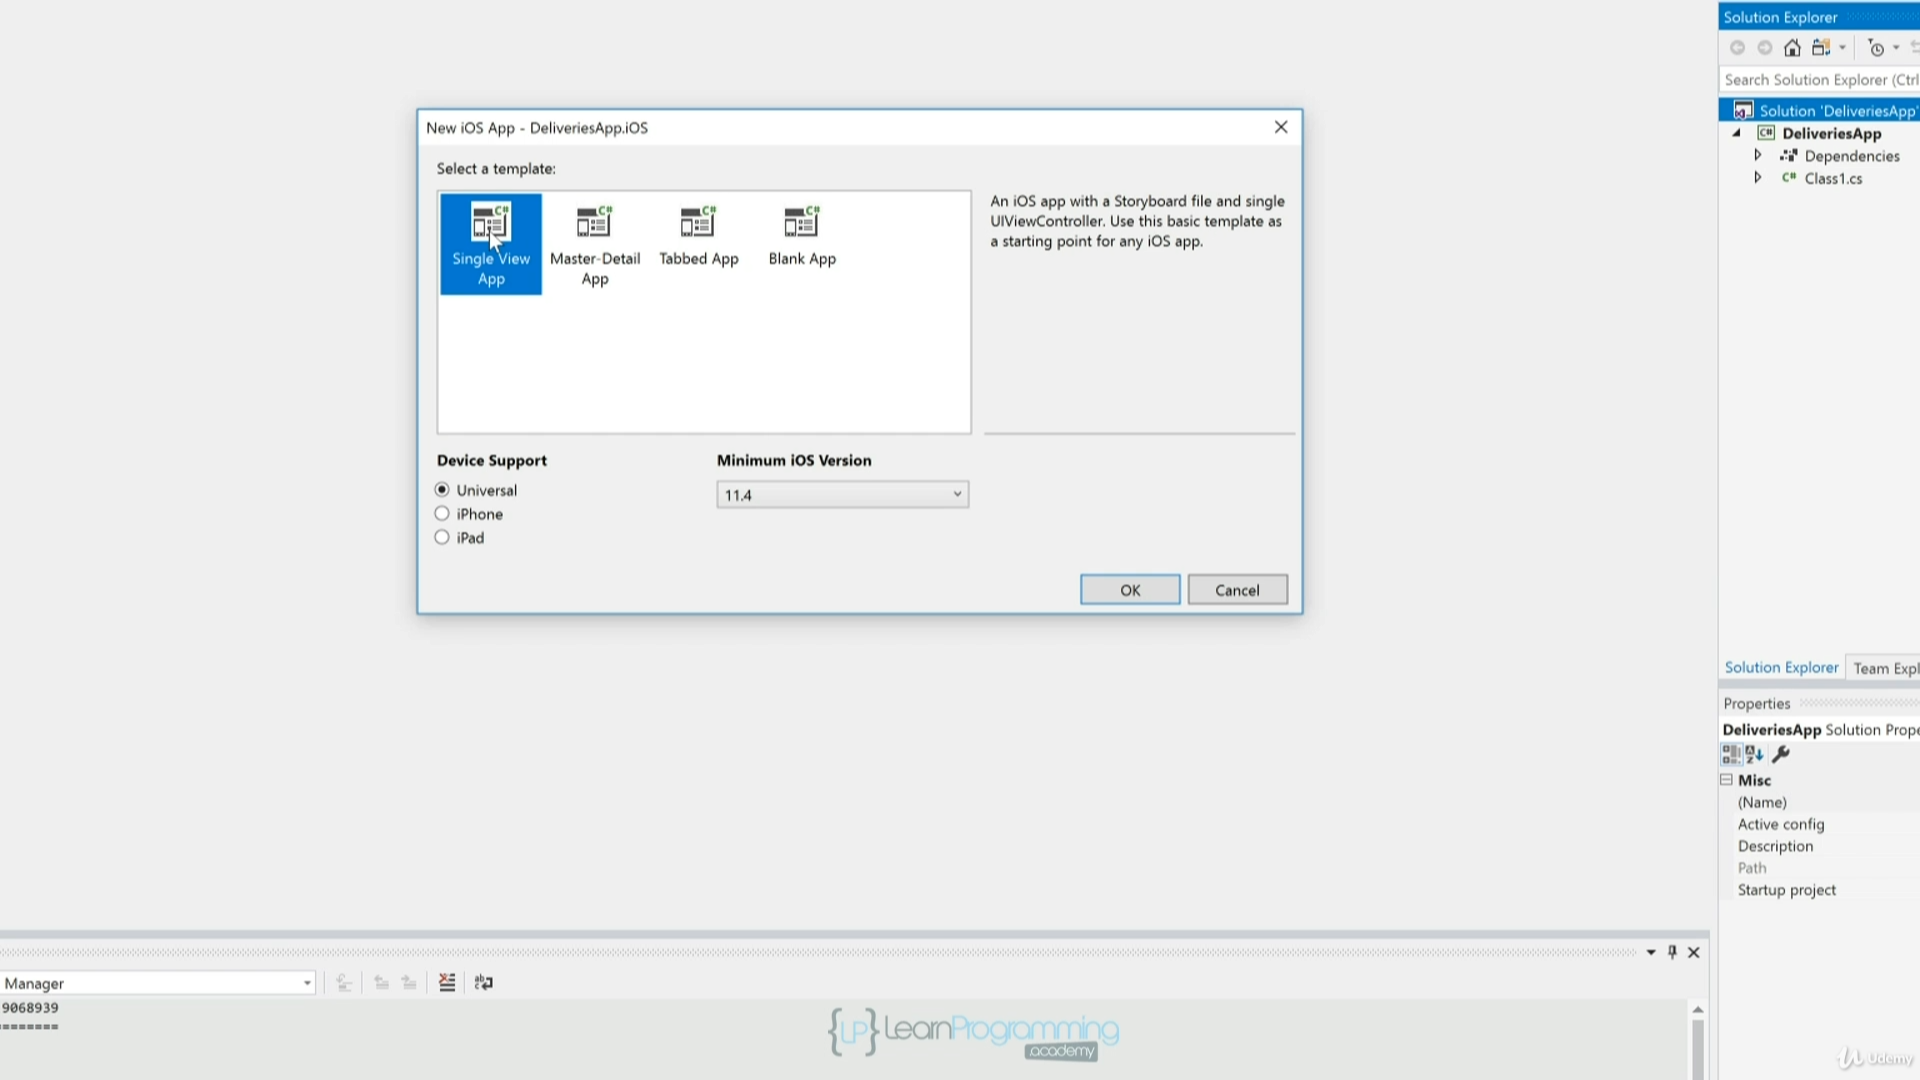 Solution Explorer
Search Solution Explorer (Ctrl
New iOS App - DeliveriesApp.iOS
Select a template:
Single View App
Master-Detail App
Tabbed App
Blank App
An iOS app with a Storyboard file and single
UIViewController. Use this basic template as
a starting point for any iOS app.
Device Support
Universal
iPhone
iPad
Minimum iOS Version
11.4
OK
Cancel
Solution 'DeliveriesApp'
C# DeliveriesApp
Dependencies
C# Class1.cs
Solution Explorer
Team Expl
Properties
DeliveriesApp Solution Prope
Misc
(Name)
Active config
Description
Path
Startup project
Manager
9068939
========
{LP} LearnProgramming
.academy
Udemy